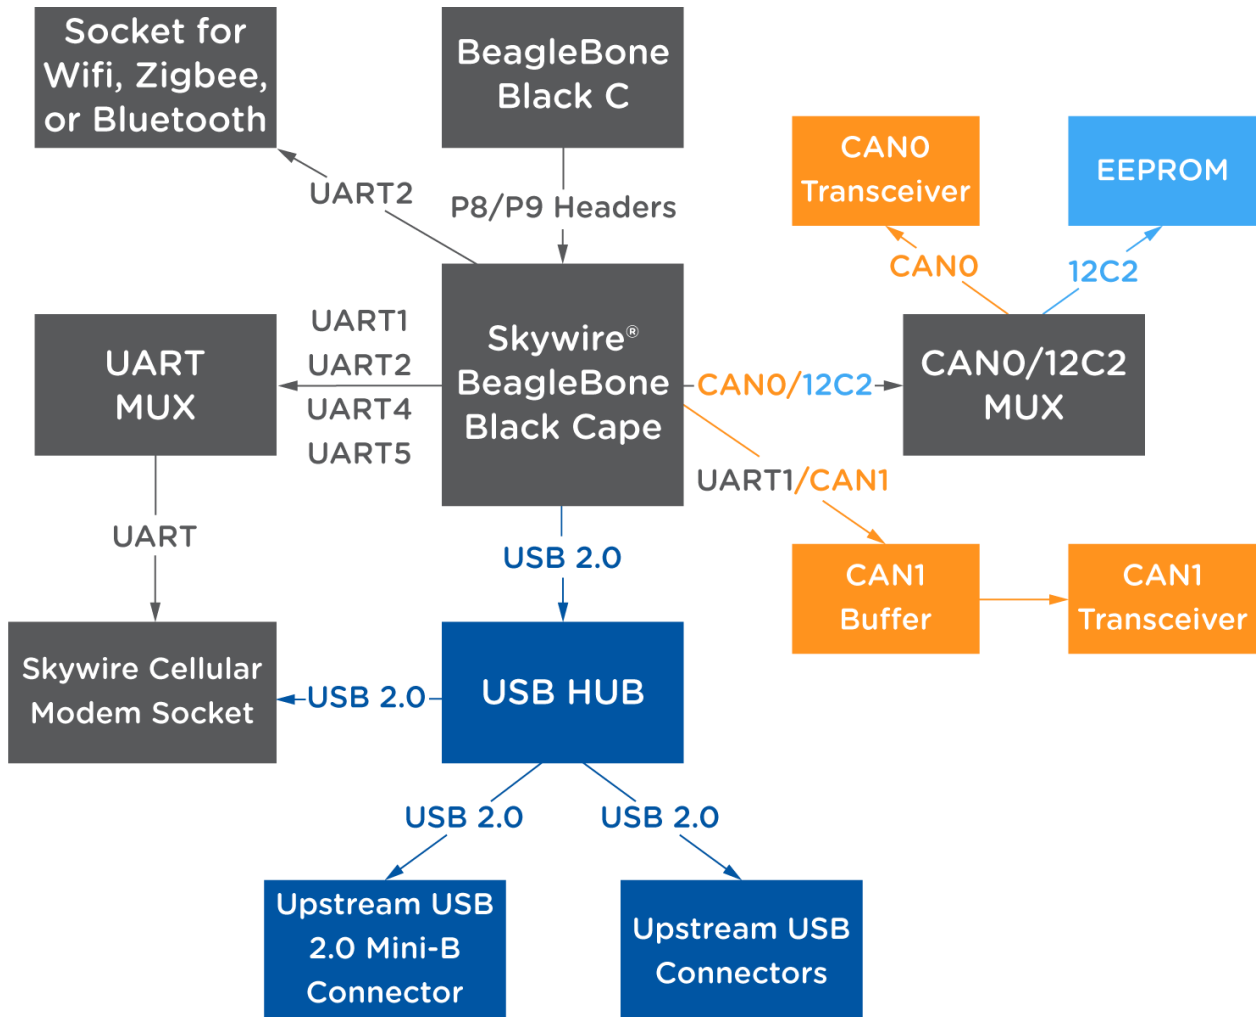 Socket for
Wifi, Zigbee,
or Bluetooth
BeagleBone
Black C
CAN0
Transceiver
EEPROM
UART2
P8/P9 Headers
CAN0
12C2
UART
MUX
UART1
UART2
UART4
UART5
Skywire®
BeagleBone
Black Cape
CAN0/12C2
CAN0/12C2
MUX
UART1/CAN1
UART
USB 2.0
CAN1
Buffer
CAN1
Transceiver
Skywire Cellular
Modem Socket
USB 2.0
USB HUB
USB 2.0
USB 2.0
Upstream USB
2.0 Mini-B
Connector
Upstream USB
Connectors